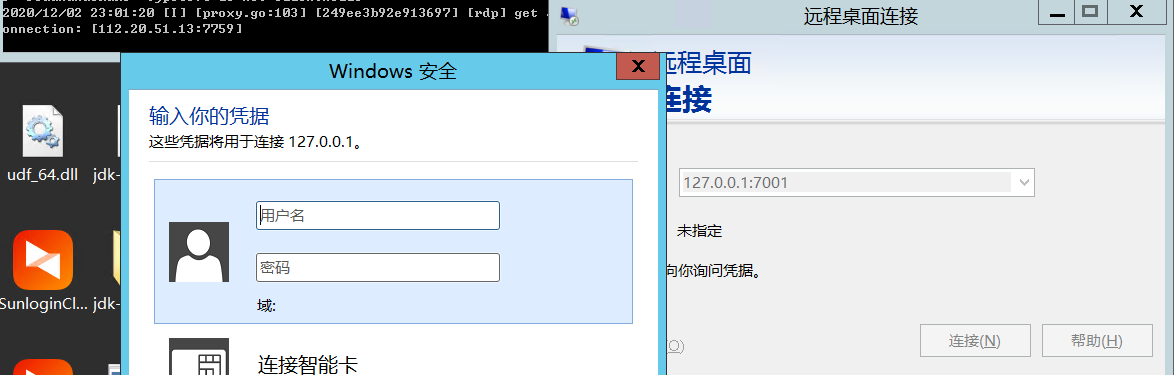 2020/12/02 23:01:20 [I] [proxy.go:103] [249ee3b92e913697] [rdp] get
onnection: [112.20.51.13:7759]
远程桌面连接
Windows 安全
X
远程桌面
连接
输入你的凭据
这些凭据将用于连接 127.0.0.1。
udf_64.dll
jdk-
127.0.0.1:7001
用户名
未指定
密码
向你询问凭据。
SunloginCl...
jdk-
域:
连接(N)
帮助(H)
(O)
连接智能卡